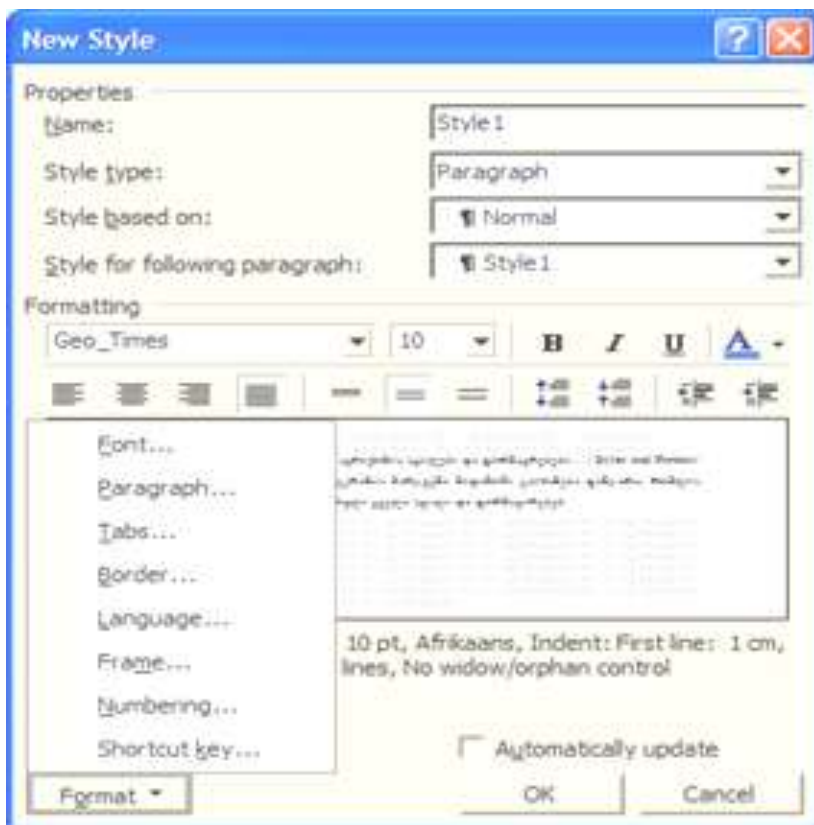 New Style
Properties
Name:
Style1
Style type:
Paragraph
Style based on:
¶ Normal
Style for following paragraph:
¶ Style1
Formatting
Geo_Times
10
B I U A
Font...
Paragraph...
Tabs...
Border...
Language...
Frame...
Numbering...
Shortcut key...
10 pt, Afrikaans, Indent: First line: 1 cm,
lines, No widow/orphan control
Automatically update
Format
OK
Cancel